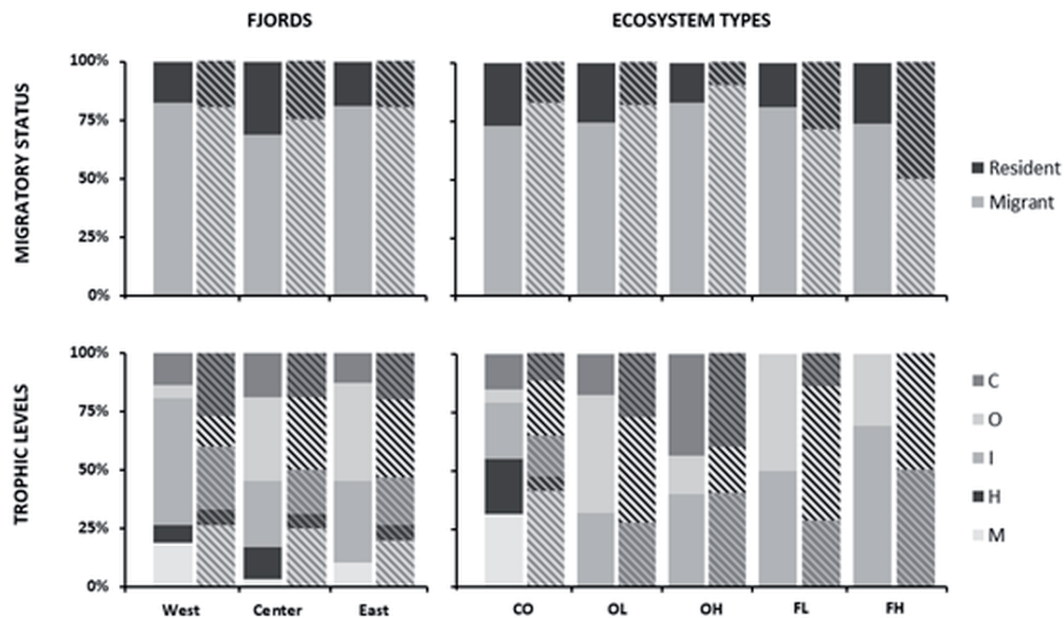 FJORDS
ECOSYSTEM TYPES
MIGRATORY STATUS
100%
75%
50%
25%
0%
Resident
Migrant
TROPHIC LEVELS
100%
75%
50%
25%
0%
C
O
I
H
M
West Center East
CO OL OH FL FH